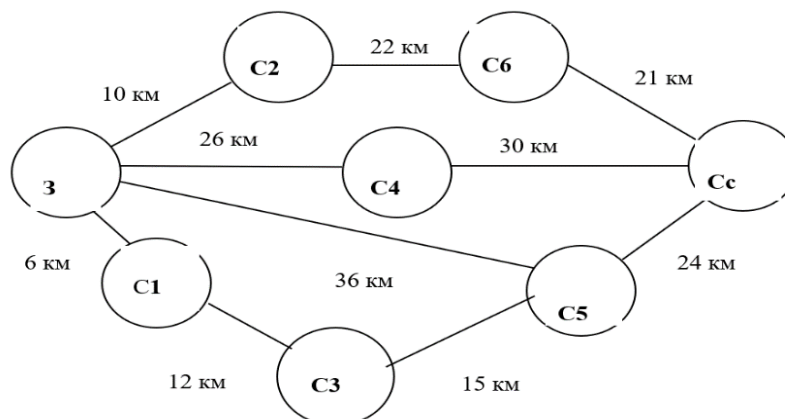 22 км
С2
С6
21 км
10 км
26 км
30 км
З
С4
Сс
6 км
С1
36 км
24 км
С5
12 км
С3
15 км